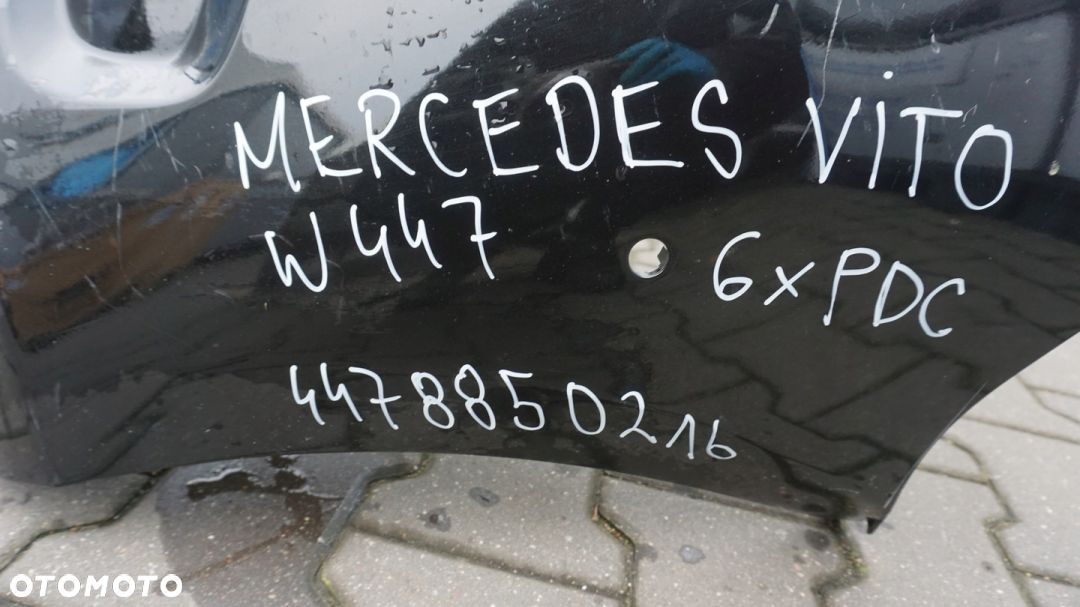 MERCEDES VITO
W447
6xPDC
4478850216
OTOMOTO